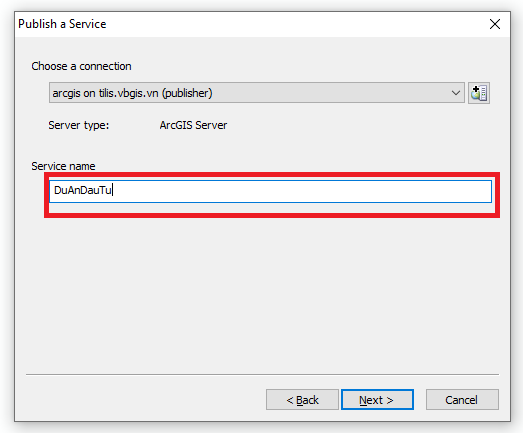 Publish a Service
Choose a connection
arcgis on tilis.vbgis.vn (publisher)
Server type: ArcGIS Server
Service name
DuAnDauTu
< Back Next > Cancel